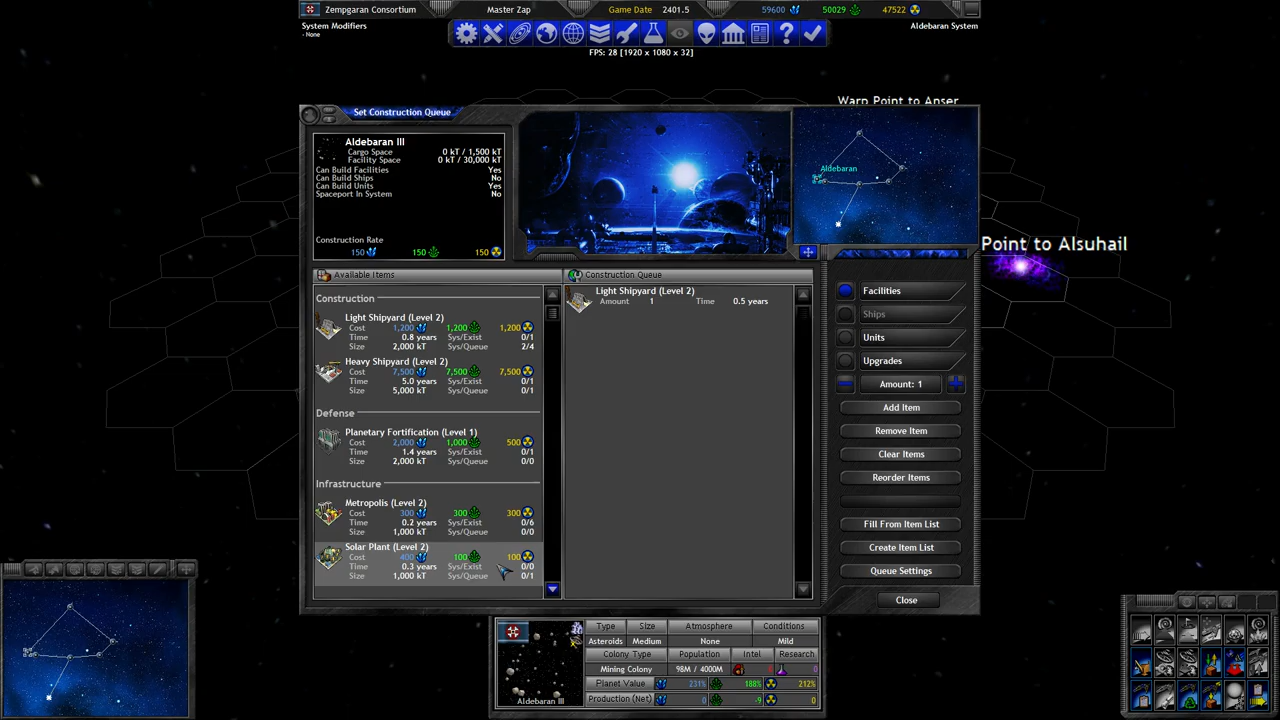 Zempgaran Consortium
Master Zap
Game Date 2401.5
59600
50029
47522
System Modifiers
- None
Aldebaran System
FPS: 28 [1920 x 1080 x 32]
Warp Point to Anser
Set Construction Queue
Aldebaran III
Cargo Space 0 kT / 1,500 kT
Facility Space 0 kT / 30,000 kT
Can Build Facilities Yes
Can Build Ships No
Can Build Units Yes
Spaceport In System No
Construction Rate
150 150 150
Aldebaran
Point to Alsuhail
Available Items
Construction
Light Shipyard (Level 2)
Cost 1,200 1,200 1,200
Time 0.8 years Sys/Exist 0/1
Size 2,000 kT Sys/Queue 2/4
Heavy Shipyard (Level 2)
Cost 7,500 7,500 7,500
Time 5.0 years Sys/Exist 0/1
Size 5,000 kT Sys/Queue 0/1
Defense
Planetary Fortification (Level 1)
Cost 2,000 1,000 500
Time 1.4 years Sys/Exist 0/1
Size 2,000 kT Sys/Queue 0/0
Infrastructure
Metropolis (Level 2)
Cost 300 300 300
Time 0.2 years Sys/Exist 0/6
Size 1,000 kT Sys/Queue 0/0
Solar Plant (Level 2)
Cost 400 100 100
Time 0.3 years Sys/Exist 0/0
Size 1,000 kT Sys/Queue 0/1
Construction Queue
Light Shipyard (Level 2)
Amount 1 Time 0.5 years
Facilities
Ships
Units
Upgrades
Amount: 1
Add Item
Remove Item
Clear Items
Reorder Items
Fill From Item List
Create Item List
Queue Settings
Close
Type Size Atmosphere Conditions
Asteroids Medium None Mild
Colony Type Population Intel Research
Mining Colony 98M / 4000M 0 0
Planet Value 231% 188% 212%
Production (Net) 0 -9 0
Aldebaran III